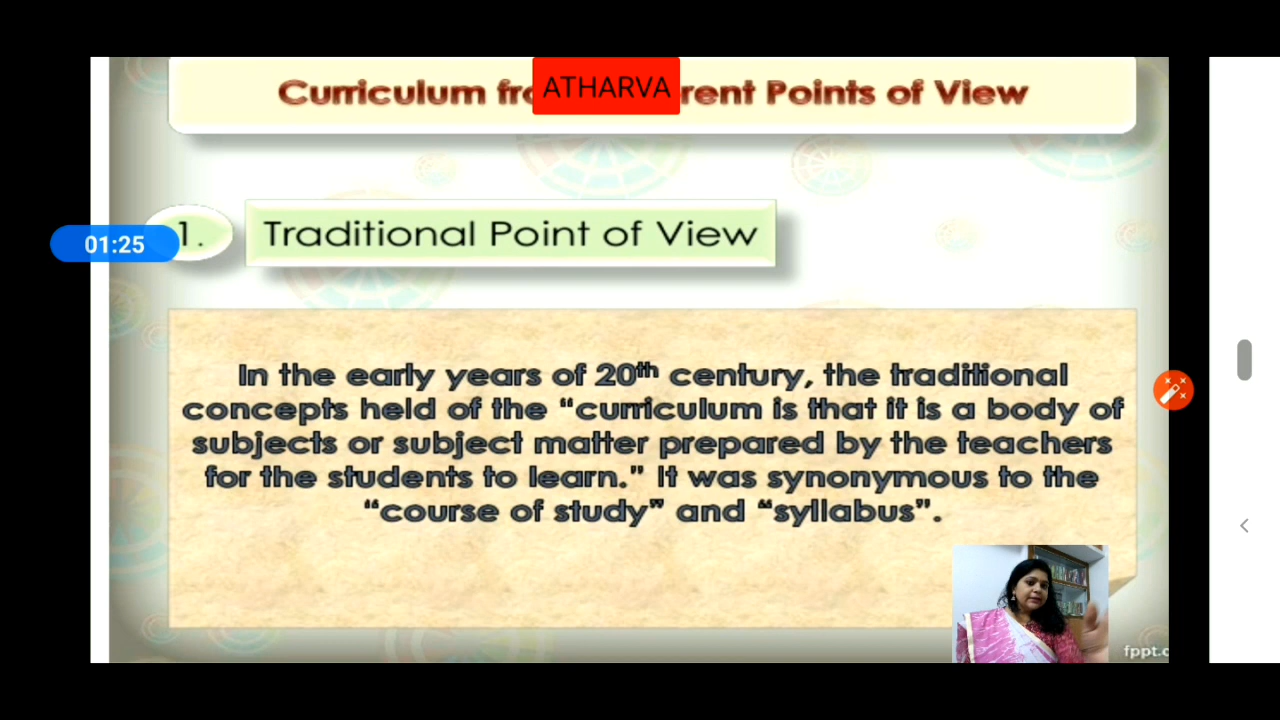 Curriculum fro ATHARVA rent Points of View
1. Traditional Point of View
01:25
In the early years of 20th century, the traditional
concepts held of the “curriculum is that it is a body of
subjects or subject matter prepared by the teachers
for the students to learn.” It was synonymous to the
“course of study” and “syllabus”.
fppt.c